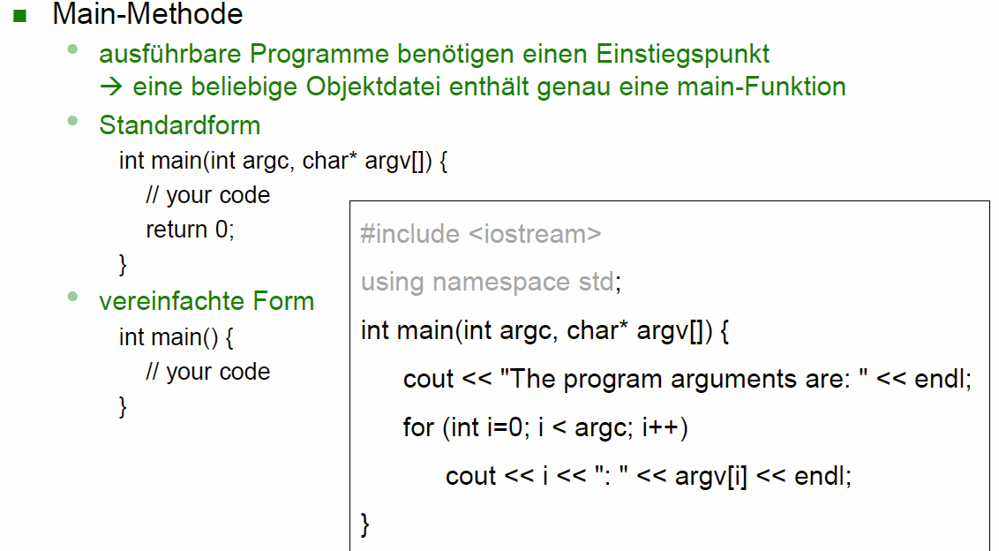 Main-Methode
ausführbare Programme benötigen einen Einstiegspunkt
→ eine beliebige Objektdatei enthält genau eine main-Funktion
Standardform
int main(int argc, char* argv[]) {
// your code
return 0;
}
vereinfachte Form
int main() {
// your code
}
#include <iostream>
using namespace std;
int main(int argc, char* argv[]) {
cout << "The program arguments are: " << endl;
for (int i=0; i < argc; i++)
cout << i << ": " << argv[i] << endl;
}